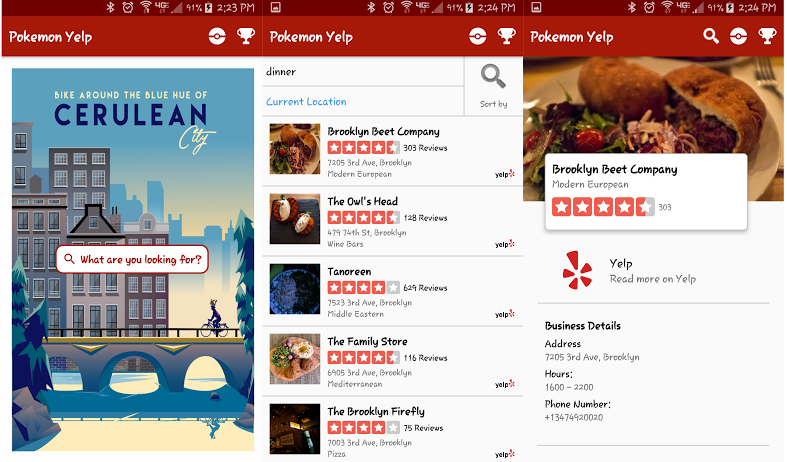 4G 91% 2:23 PM
Pokemon Yelp
BIKE AROUND THE BLUE HUE OF
CERULEAN
City
What are you looking for?
4G 91% 2:24 PM
Pokemon Yelp
dinner
Current Location
Sort by
Brooklyn Beet Company
303 Reviews
7205 3rd Ave, Brooklyn
Modern European
yelp
The Owl's Head
128 Reviews
479 74th St, Brooklyn
Wine Bars
yelp
Tanoreen
629 Reviews
7523 3rd Ave, Brooklyn
Middle Eastern
yelp
The Family Store
116 Reviews
6905 3rd Ave, Brooklyn
Mediterranean
yelp
The Brooklyn Firefly
75 Reviews
7003 3rd Ave, Brooklyn
Pizza
yelp
4G 91% 2:24 PM
Pokemon Yelp
Brooklyn Beet Company
Modern European
303
Yelp
Read more on Yelp
Business Details
Address
7205 3rd Ave, Brooklyn
Hours:
1600 - 2200
Phone Number:
+13474920020